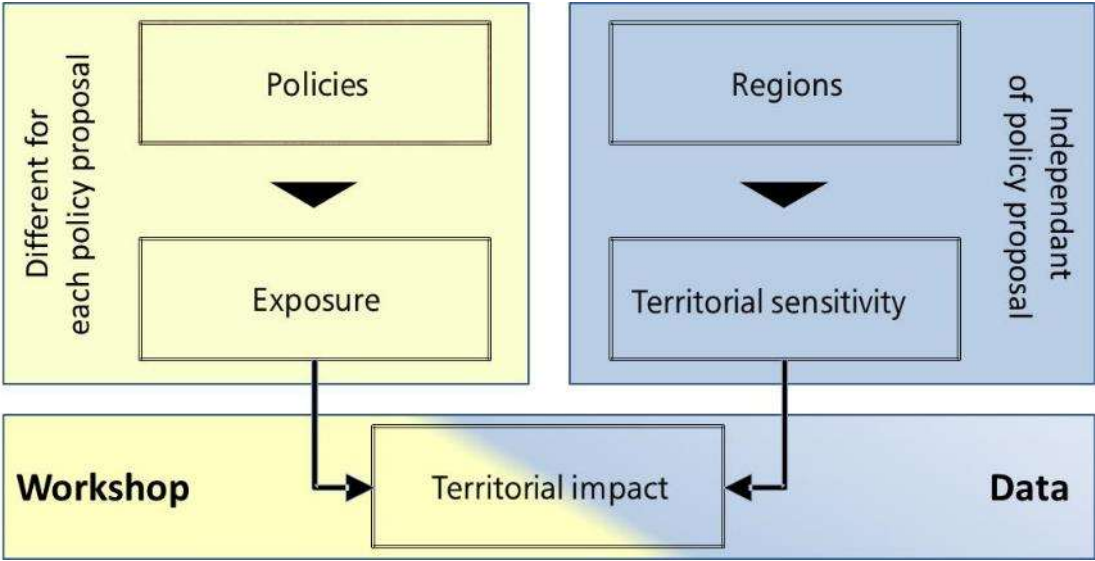 Different for
each policy proposal
Policies
Exposure
Regions
Territorial sensitivity
Independant
of policy proposal
Workshop
Territorial impact
Data